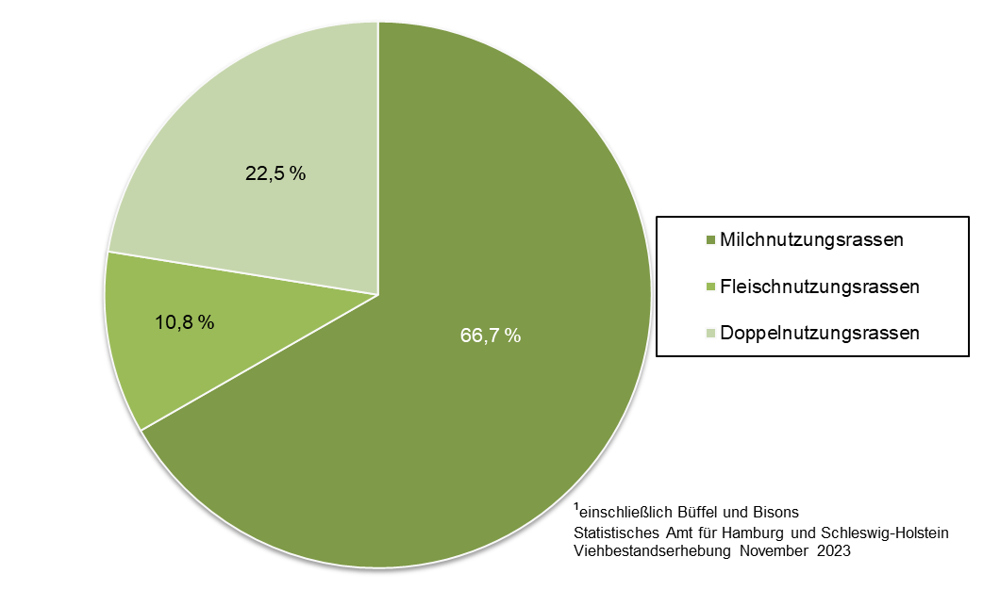 22,5 %
10,8 %
66,7 %
Milchnutzungsrassen
Fleischnutzungsrassen
Doppelnutzungsrassen
¹einschließlich Büffel und Bisons
Statistisches Amt für Hamburg und Schleswig-Holstein
Viehbestandserhebung November 2023